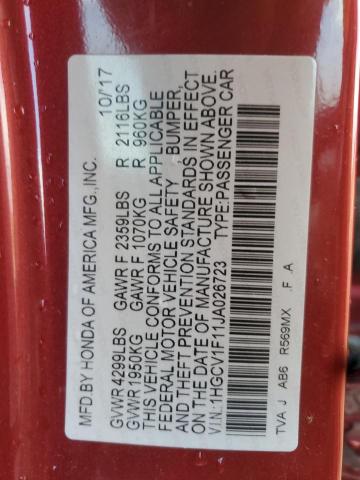 MFD BY HONDA OF AMERICA MFG.,INC. 10/'17
GVWR 4299LBS GAWR F 2359LBS R 2116LBS
GVWR 1950KG GAWR F 1070KG R 960KG
THIS VEHICLE CONFORMS TO ALL APPLICABLE
FEDERAL MOTOR VEHICLE SAFETY BUMPER,
AND THEFT PREVENTION STANDARDS IN EFFECT
ON THE DATE OF MANUFACTURE SHOWN ABOVE.
V.I.N.: 1HGCV1F11JA026723 TYPE:PASSENGER CAR
TVA J AB6 R569MX .F .A